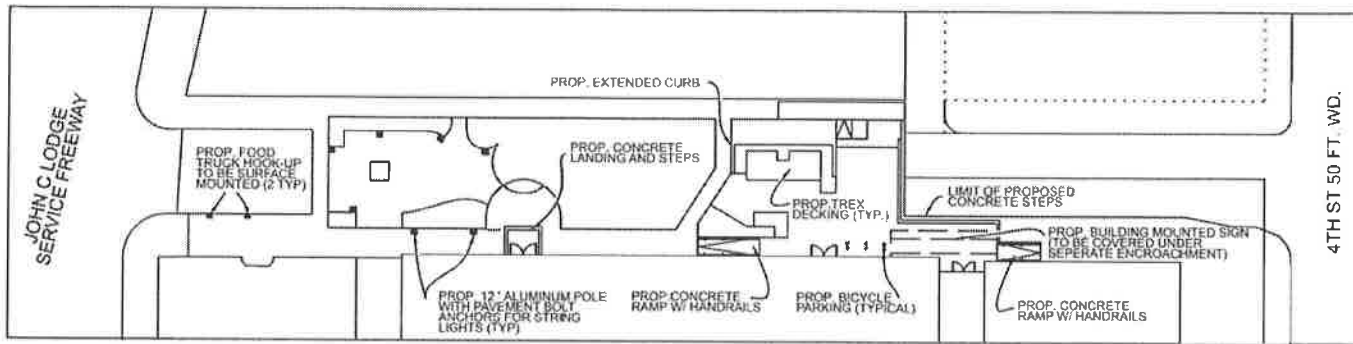 JOHN C LODGE
SERVICE FREEWAY
PROP. FOOD
TRUCK HOOK-UP
TO BE SURFACE
MOUNTED (2 TYP)
PROP. EXTENDED CURB
PROP. CONCRETE
LANDING AND STEPS
PROP. TREX
DECKING (TYP.)
LIMIT OF PROPOSED
CONCRETE STEPS
PROP. BUILDING MOUNTED SIGN
(TO BE COVERED UNDER
SEPERATE ENCROACHMENT)
4TH ST 50 FT. WD.
PROP. 12' ALUMINUM POLE
WITH PAVEMENT BOLT
ANCHORS FOR STRING
LIGHTS (TYP)
PROP. CONCRETE
RAMP W/ HANDRAILS
PROP. BICYCLE
PARKING (TYPICAL)
PROP. CONCRETE
RAMP W/ HANDRAILS